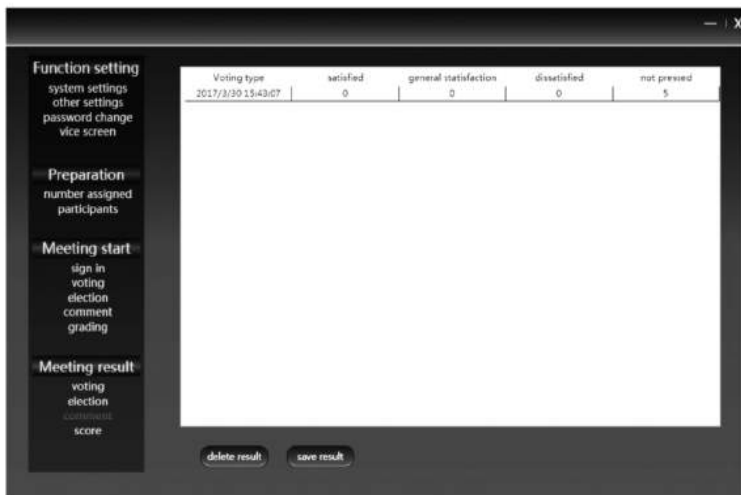 — | X
Function setting
system settings
other settings
password change
vice screen
Preparation
number assigned
participants
Meeting start
sign in
voting
election
comment
grading
Meeting result
voting
election
comment
score
Voting type satisfied general statisfaction dissatisfied not pressed
2017/3/30 15:43:07 0 0 0 5
delete result save result